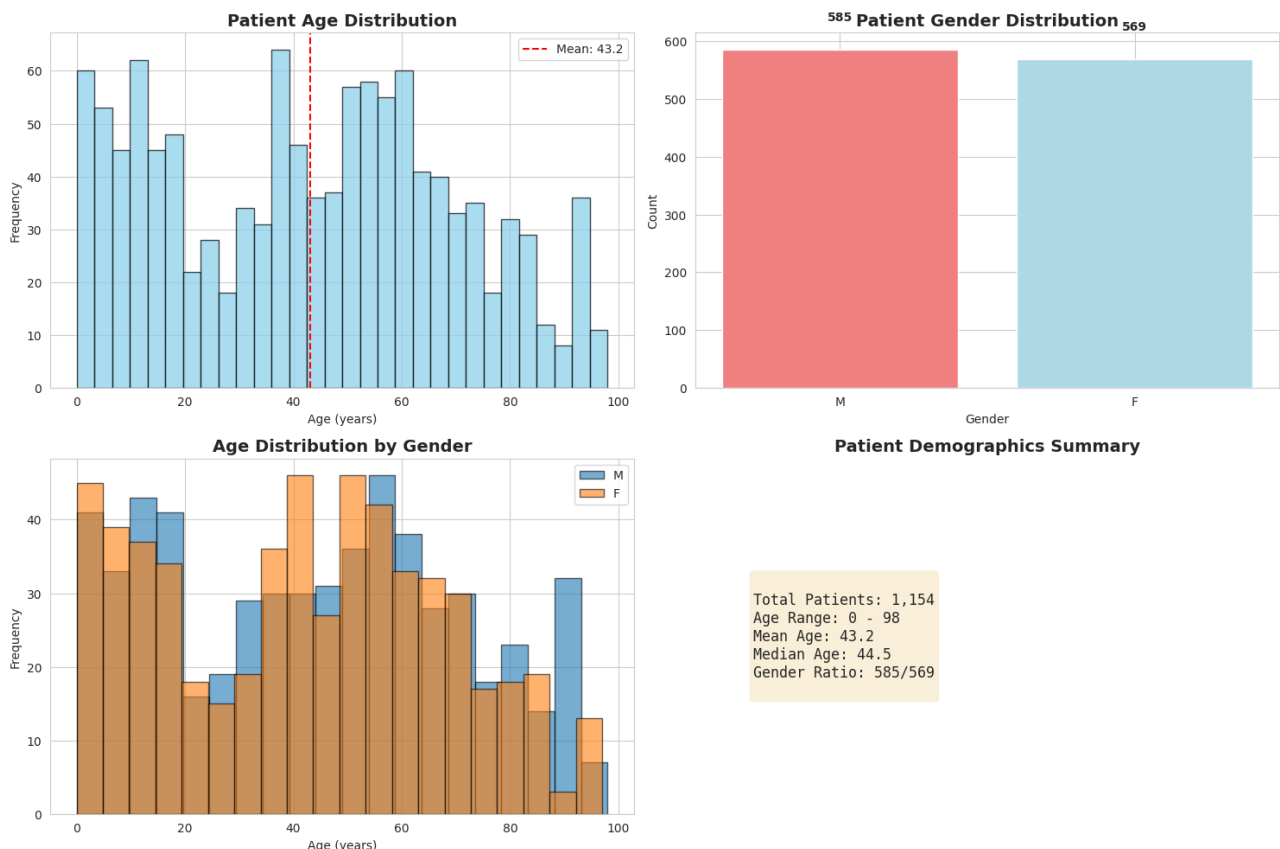 Patient Age Distribution
Mean: 43.2
Frequency
60
50
40
30
20
10
0
0 20 40 60 80 100
Age (years)
585 Patient Gender Distribution 569
Count
600
500
400
300
200
100
0
M F
Gender
Age Distribution by Gender
M
F
Frequency
40
30
20
10
0
0 20 40 60 80 100
Age (years)
Patient Demographics Summary
Total Patients: 1,154
Age Range: 0 - 98
Mean Age: 43.2
Median Age: 44.5
Gender Ratio: 585/569